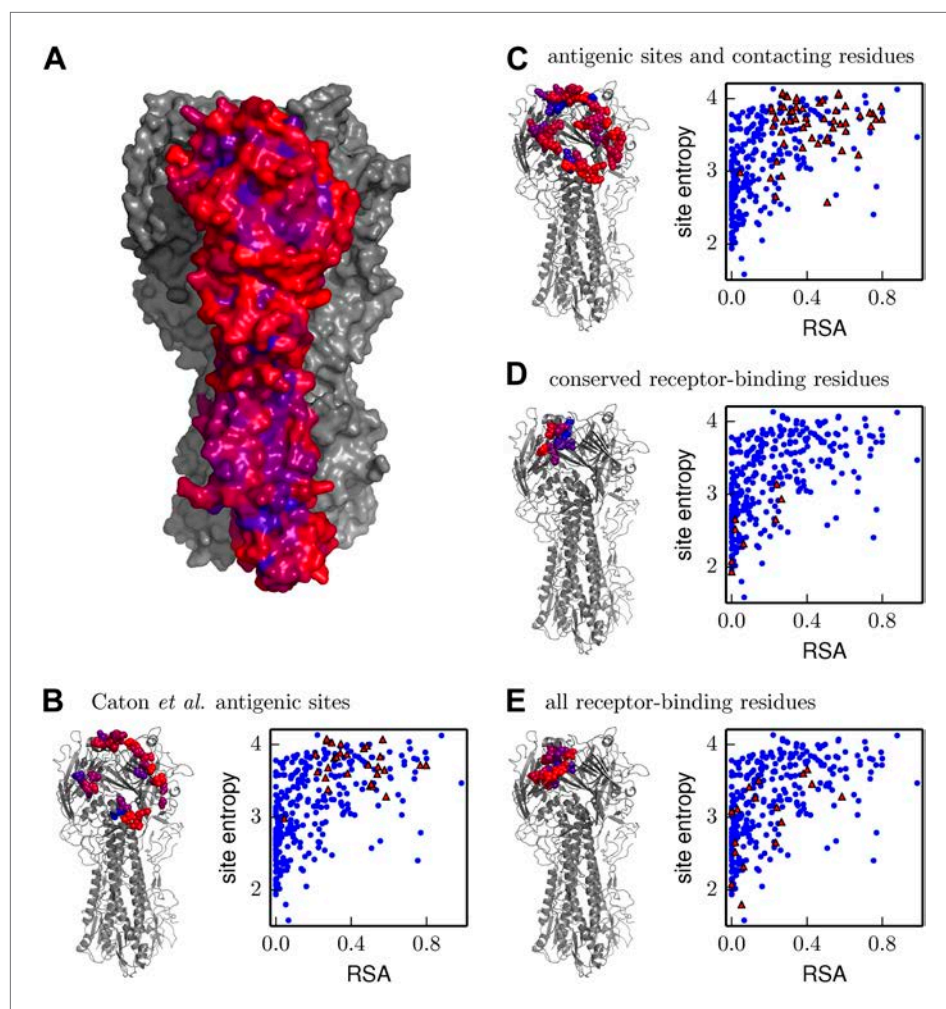 A
B Caton et al. antigenic sites
4
3
2
site entropy
0.0 0.4 0.8
RSA
C antigenic sites and contacting residues
4
3
2
site entropy
0.0 0.4 0.8
RSA
D conserved receptor-binding residues
4
3
2
site entropy
0.0 0.4 0.8
RSA
E all receptor-binding residues
4
3
2
site entropy
0.0 0.4 0.8
RSA